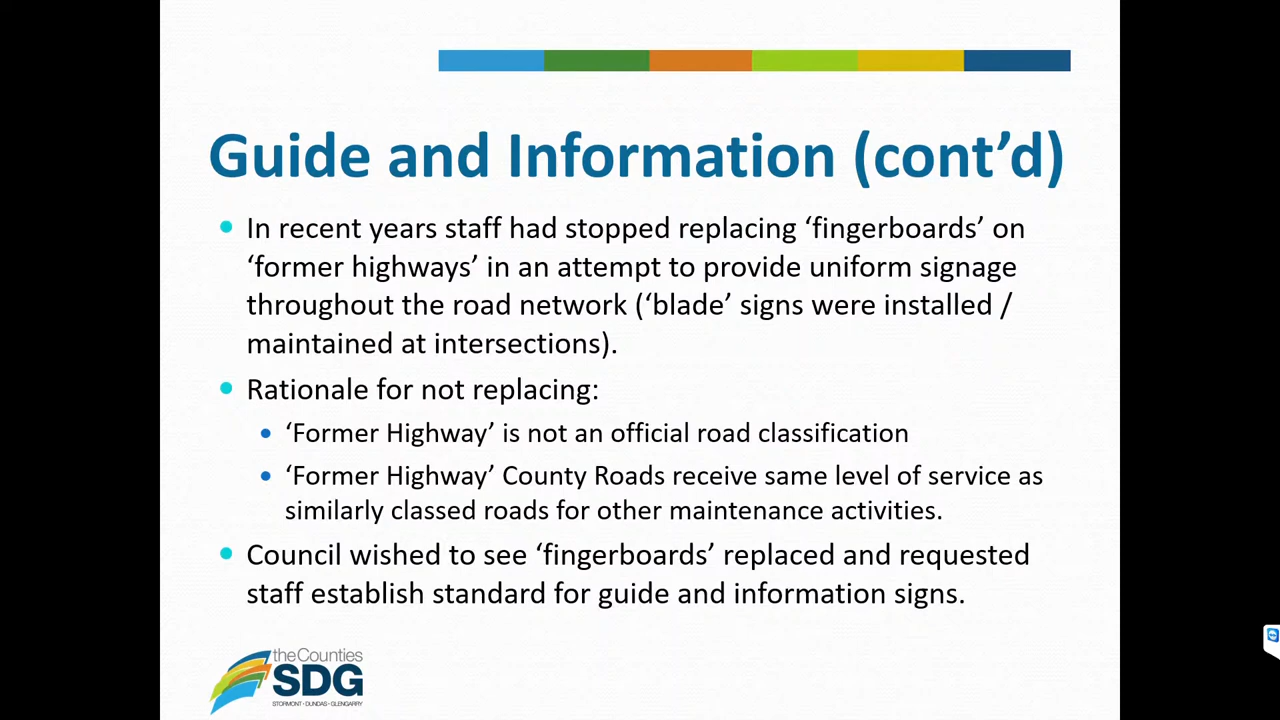 Guide and Information (cont’d)
In recent years staff had stopped replacing ‘fingerboards’ on
‘former highways’ in an attempt to provide uniform signage
throughout the road network (‘blade’ signs were installed /
maintained at intersections).
Rationale for not replacing:
‘Former Highway’ is not an official road classification
‘Former Highway’ County Roads receive same level of service as
similarly classed roads for other maintenance activities.
Council wished to see ‘fingerboards’ replaced and requested
staff establish standard for guide and information signs.
theCounties
SDG
STORMONT • DUNDAS • GLENGARRY